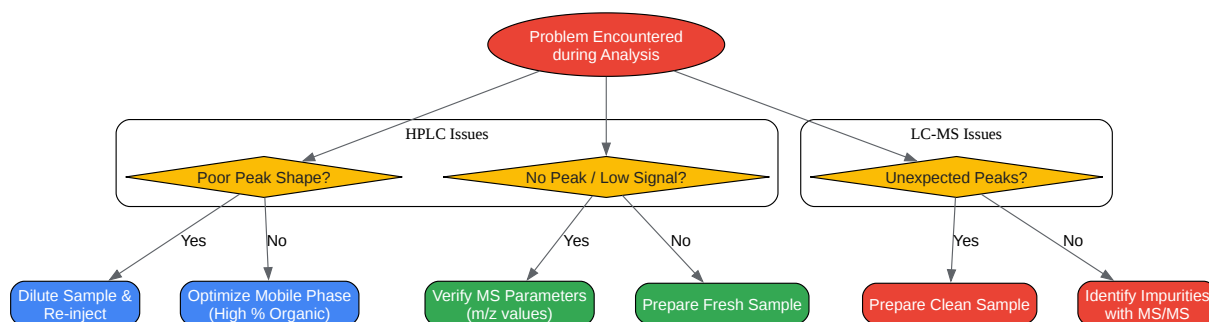 Problem Encountered
during Analysis
HPLC Issues
LC-MS Issues
Poor Peak Shape?
No Peak / Low Signal?
Unexpected Peaks?
Yes
No
Yes
No
Yes
No
Dilute Sample &
Re-inject
Optimize Mobile Phase
(High % Organic)
Verify MS Parameters
(m/z values)
Prepare Fresh Sample
Prepare Clean Sample
Identify Impurities
with MS/MS